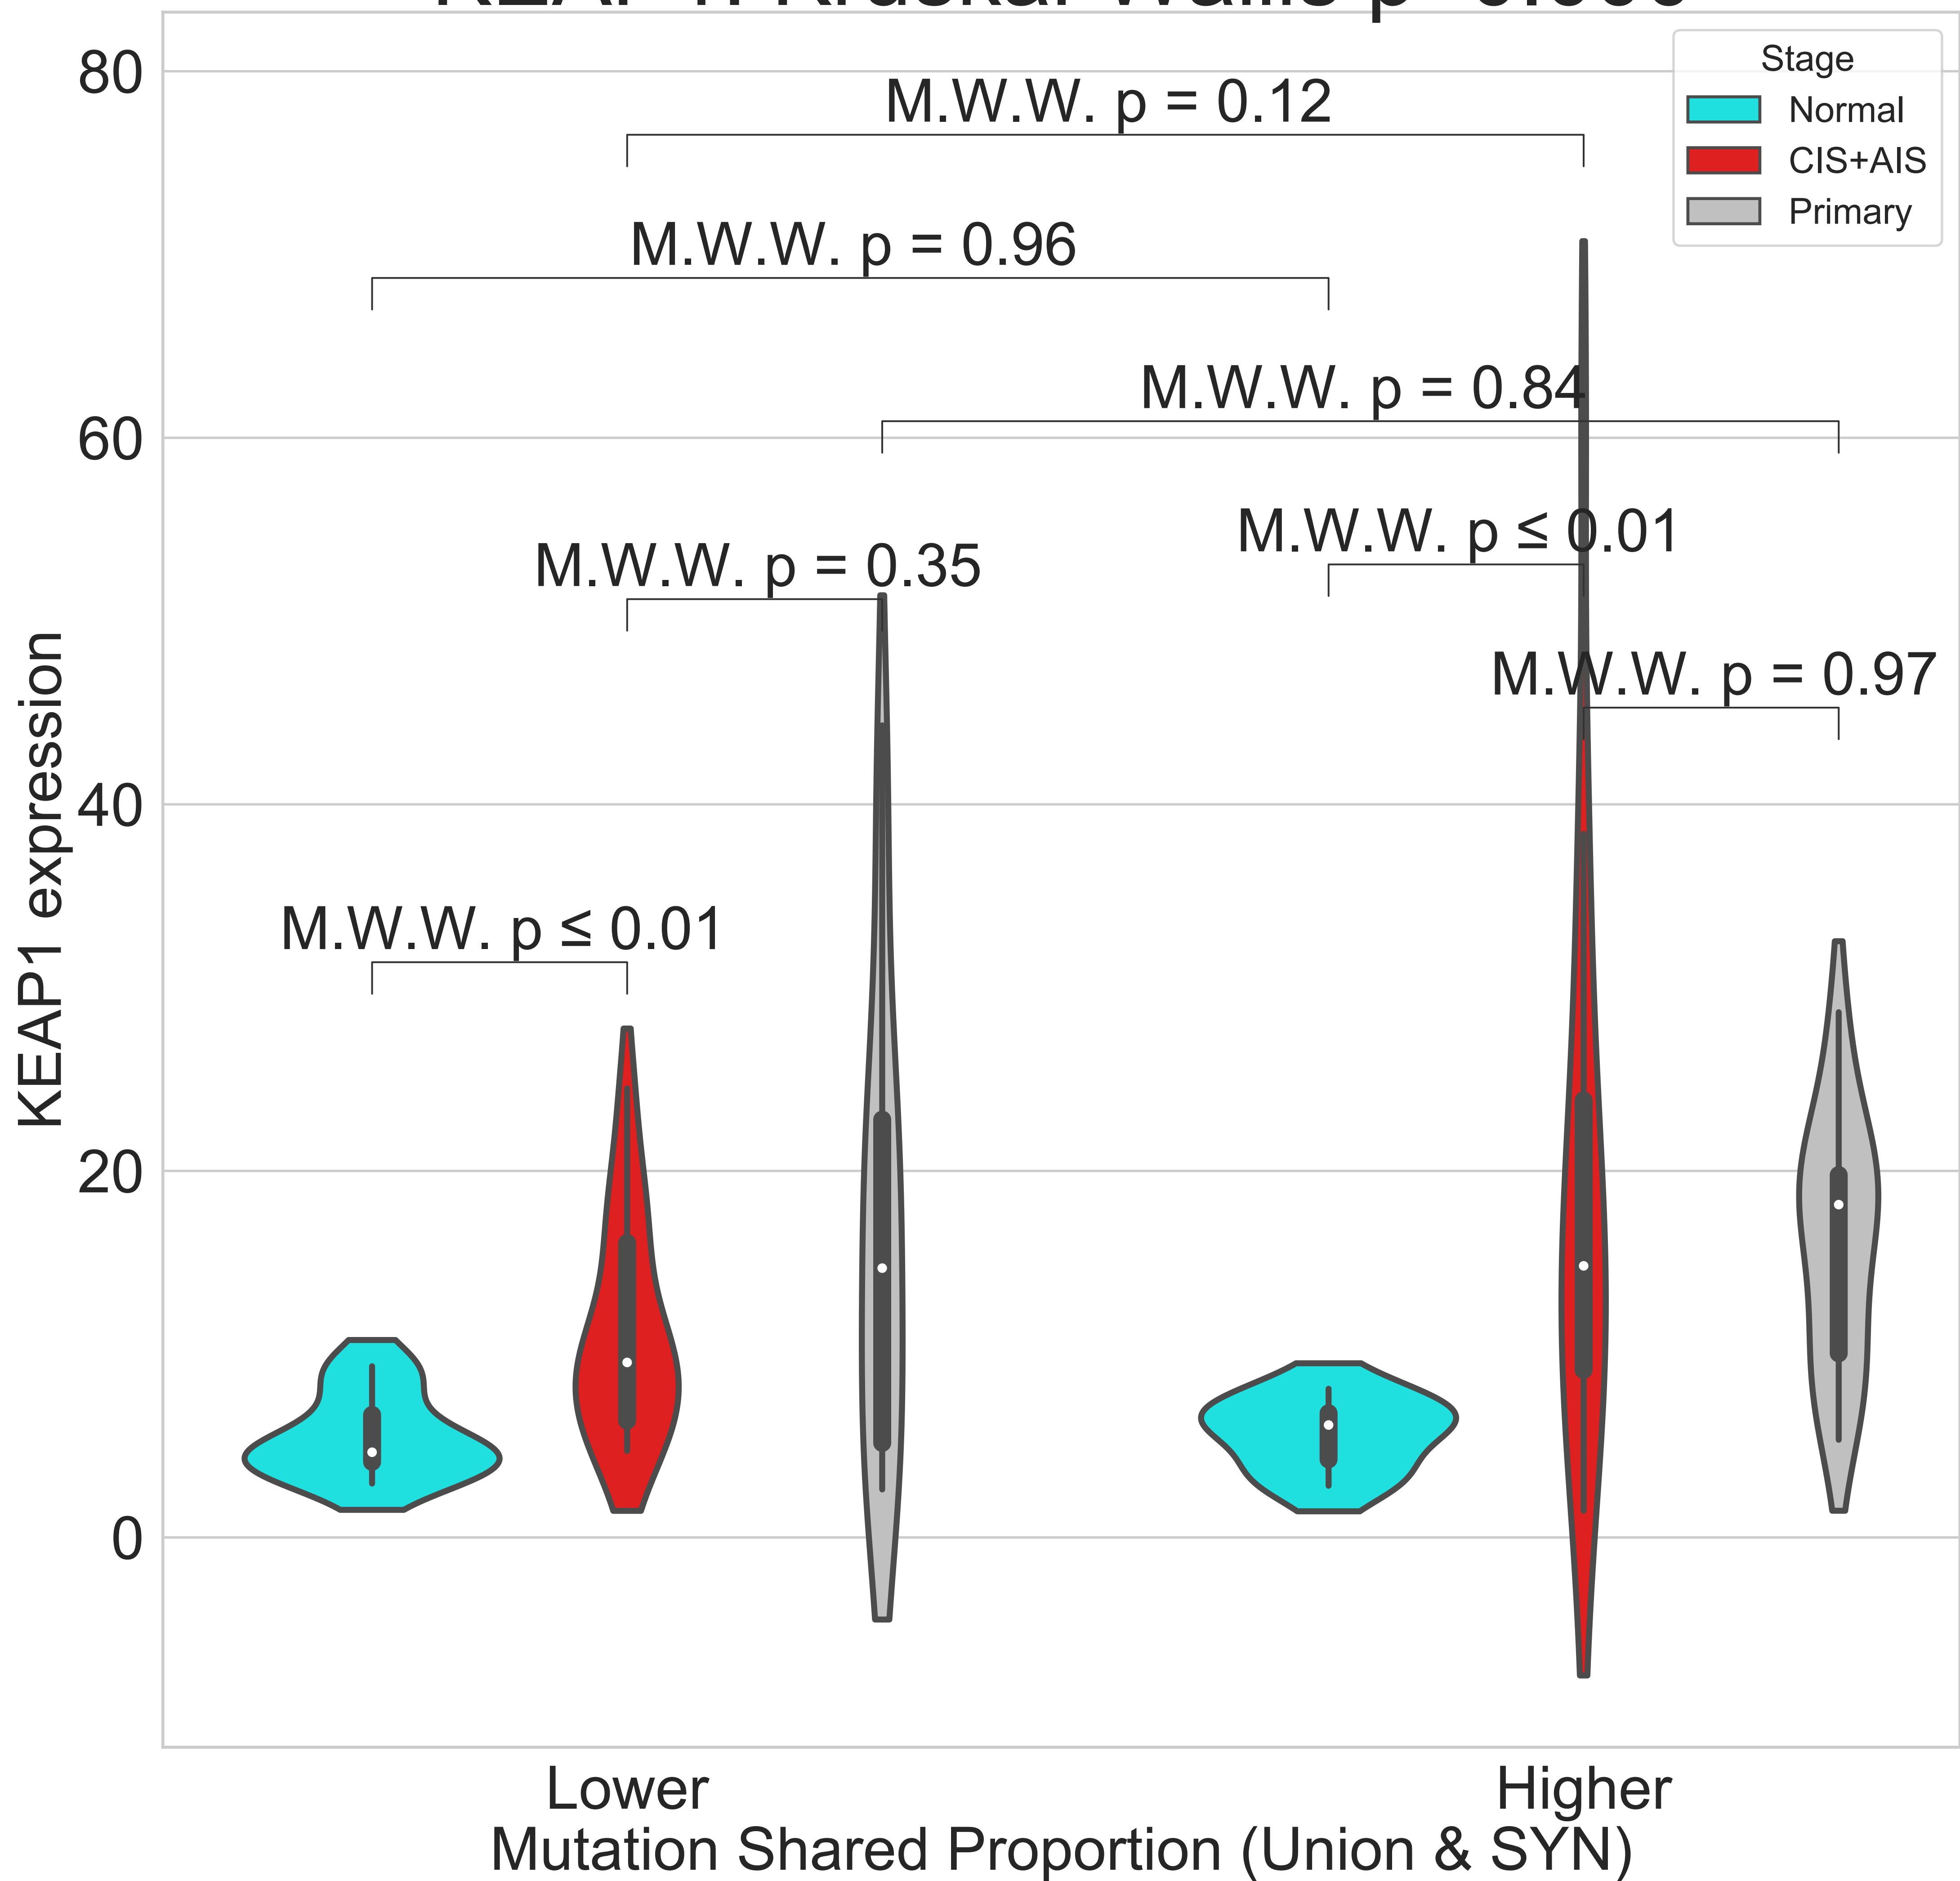 80
60
40
20
0
KEAP1 expression
M.W.W. p = 0.12
M.W.W. p = 0.96
M.W.W. p = 0.84
M.W.W. p ≤ 0.01
M.W.W. p = 0.35
M.W.W. p = 0.97
M.W.W. p ≤ 0.01
Stage
Normal
CIS+AIS
Primary
Lower
Higher
Mutation Shared Proportion (Union & SYN)